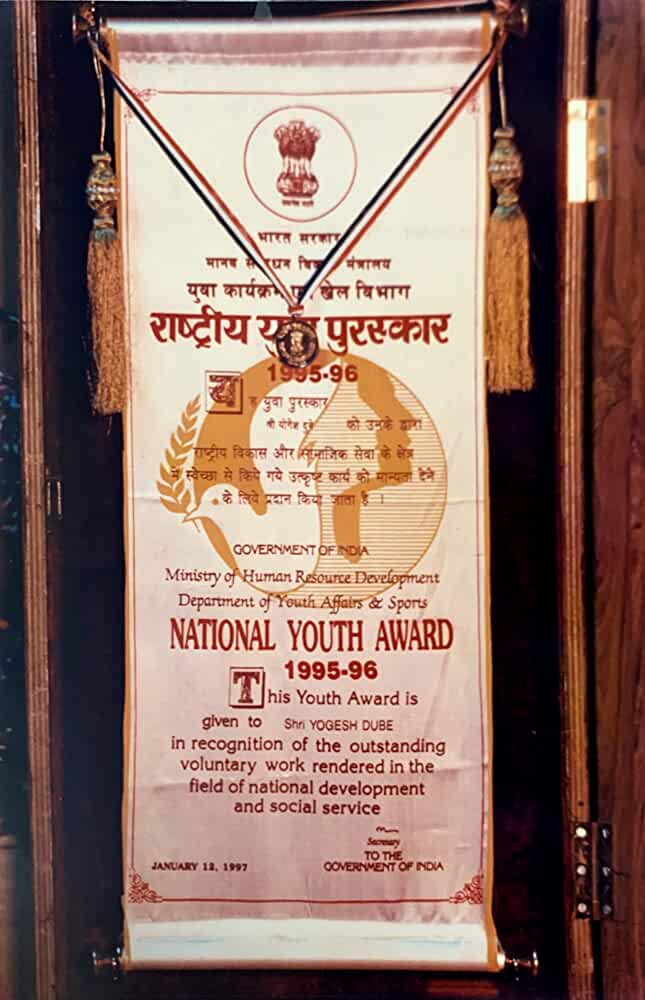 भारत सरकार
मानव मंत्रालय
युवा कार्यक्रम खेल विभाग
राष्ट्रीय पुरस्कार
1995-96
यह युवा पुरस्कार
श्री योगेश दुबे को उनके द्वारा
राष्ट्रीय विकास और सामाजिक सेवा के क्षेत्र
में स्वेच्छा से किये गये उत्कृष्ट कार्य को मान्यता देने
के लिये प्रदान किया जाता है ।
GOVERNMENT OF INDIA
Ministry of Human Resource Development
Department of Youth Affairs & Sports
NATIONAL YOUTH AWARD
1995-96
This Youth Award is
given to Shri YOGESH DUBE
in recognition of the outstanding
voluntary work rendered in the
field of national development
and social service
Secretary
TO THE
JANUARY 12, 1997 GOVERNMENT OF INDIA